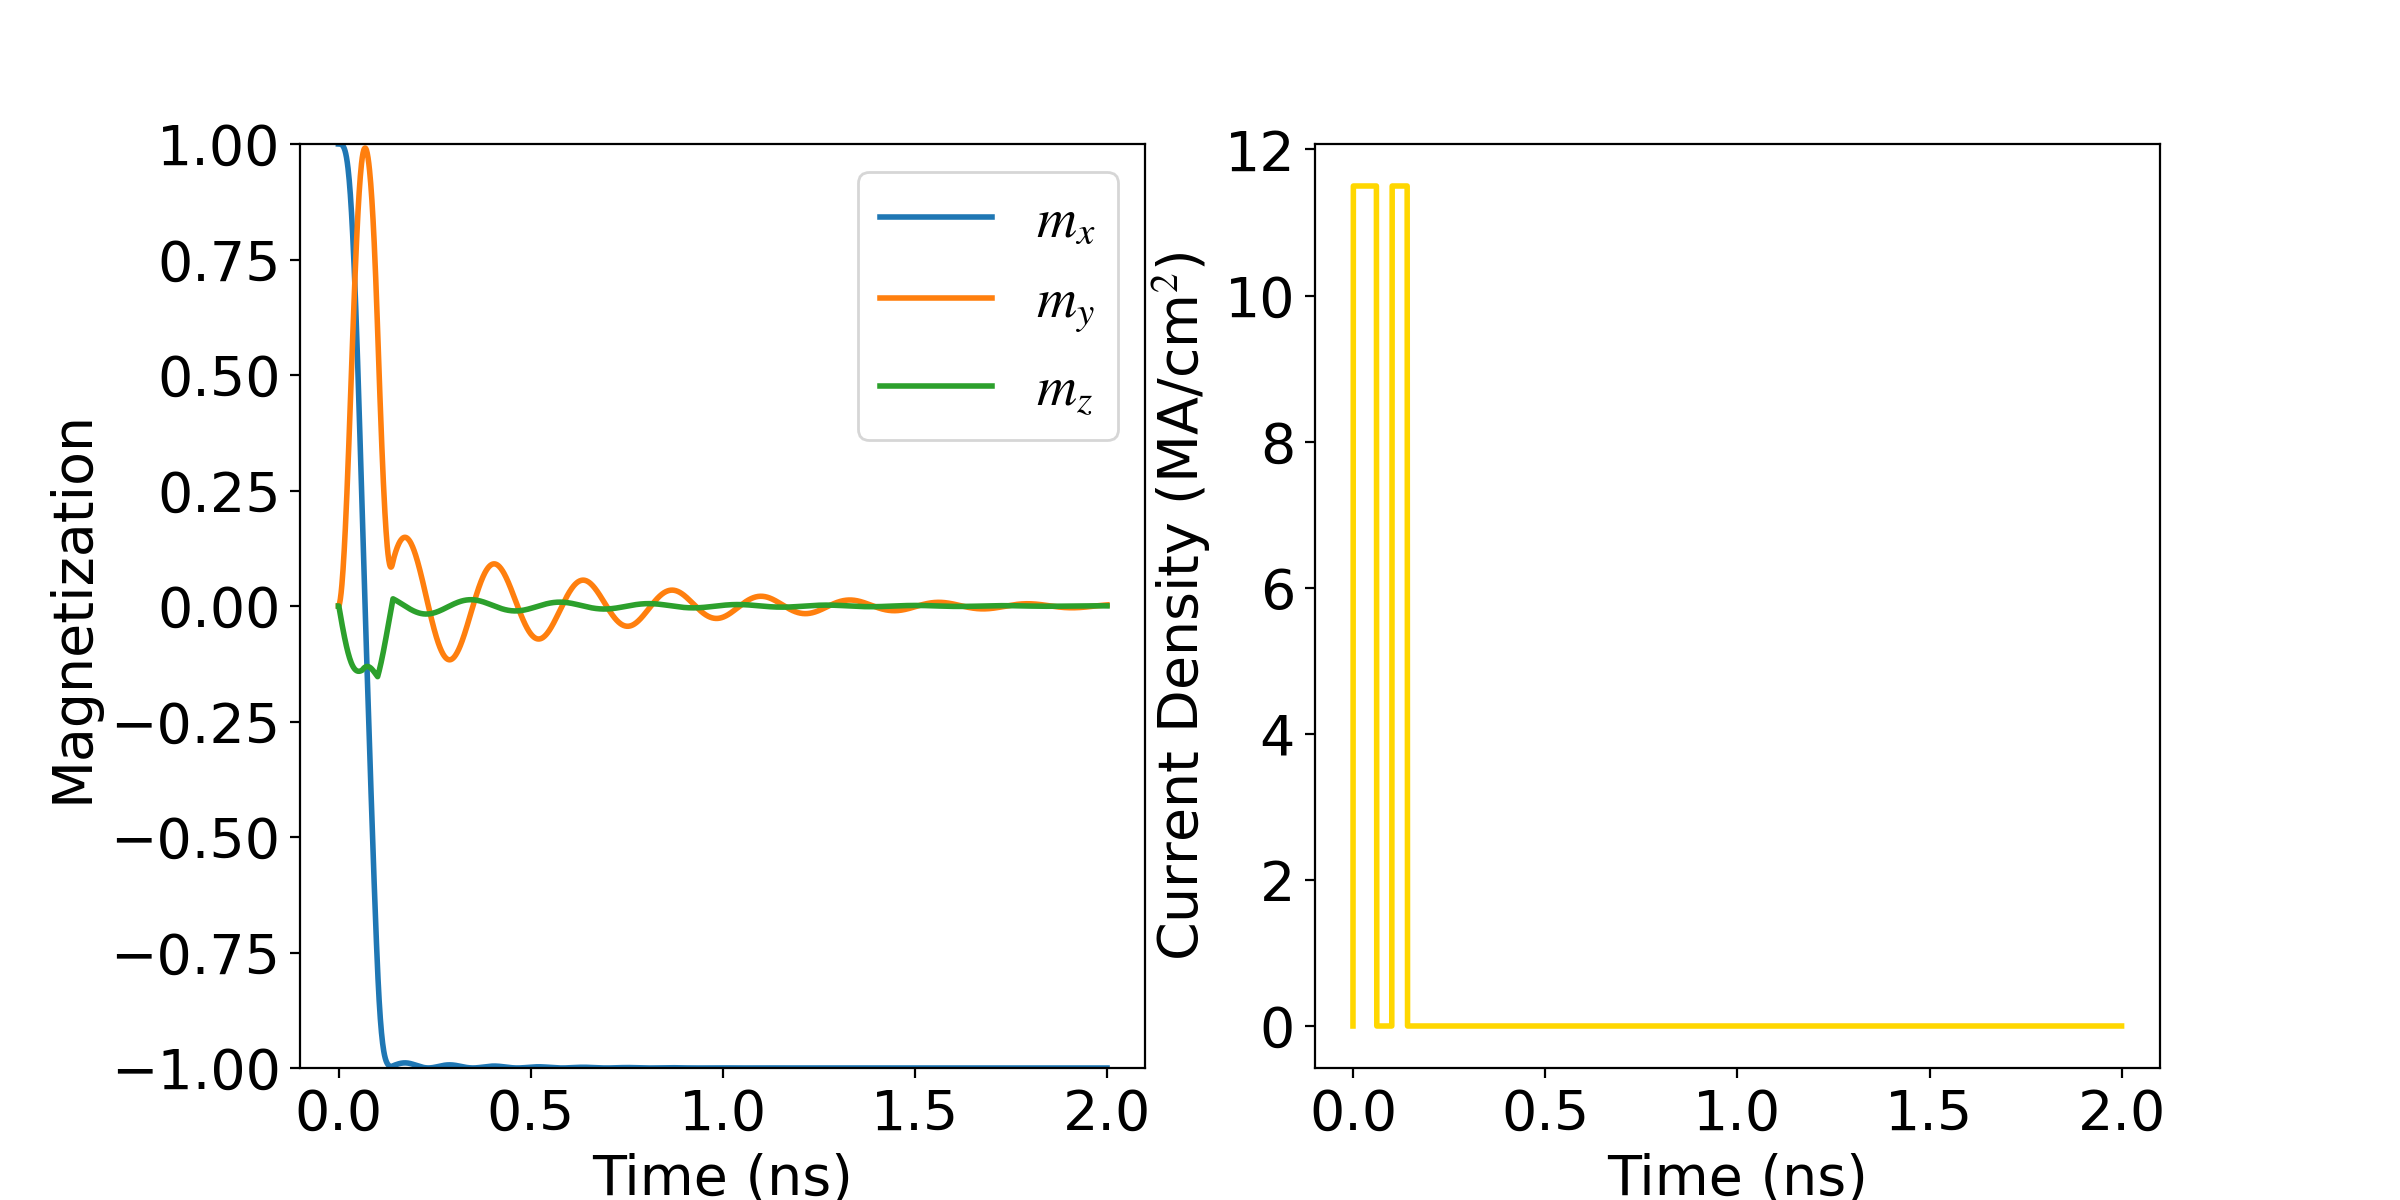 Magnetization
1.00
0.75
0.50
0.25
0.00
−0.25
−0.50
−0.75
−1.00
0.0 0.5 1.0 1.5 2.0
Time (ns)
m_x
m_y
m_z
Current Density (MA/cm²)
12
10
8
6
4
2
0
0.0 0.5 1.0 1.5 2.0
Time (ns)